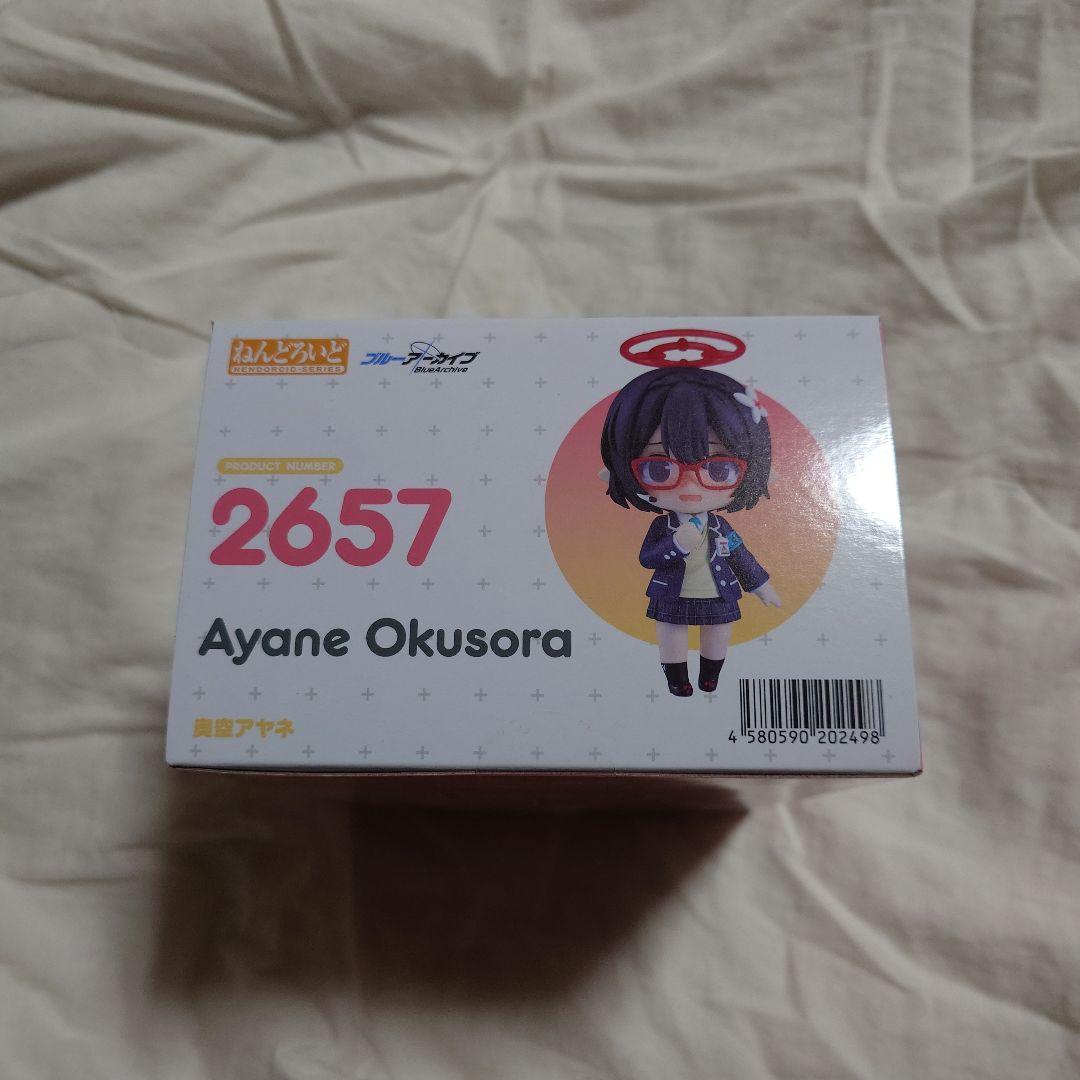 ねんどろいど
NENDOROID-SERIES
ブルーアーカイブ
BlueArchive
PRODUCT NUMBER
2657
Ayane Okusora
奥空アヤネ
4 580590 202498